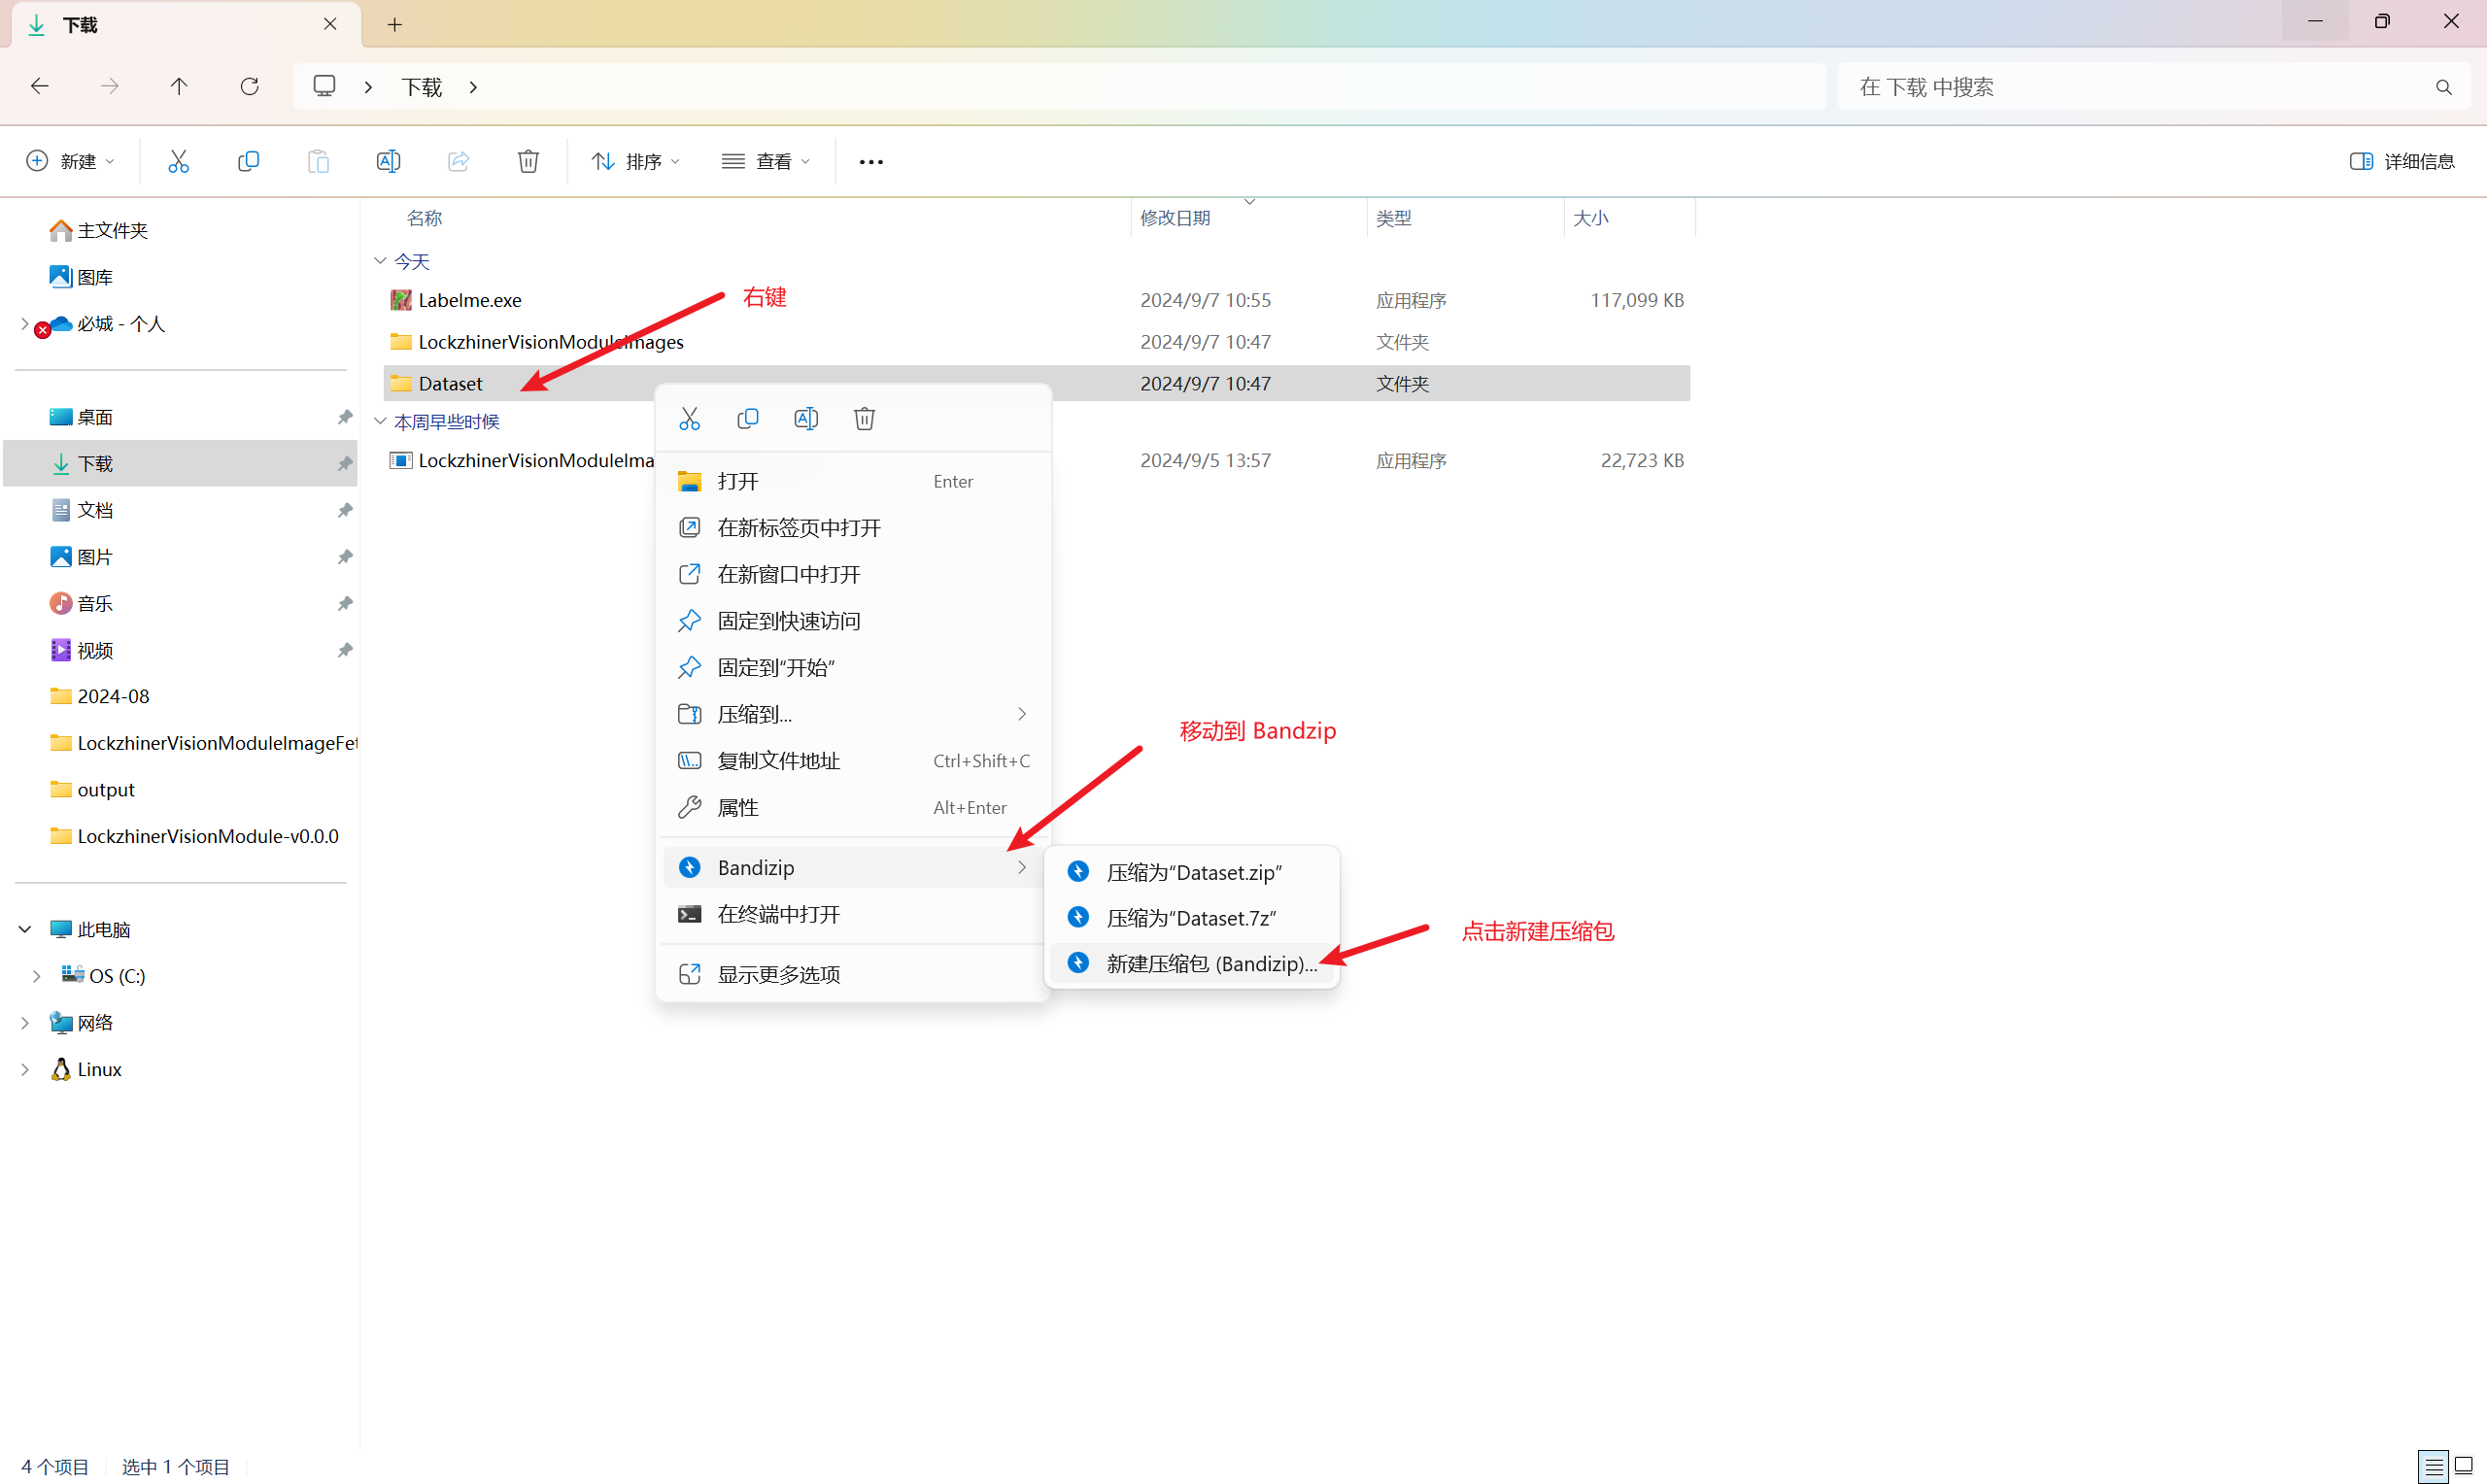 下载
下载
在 下载 中搜索
新建
排序
查看
详细信息
主文件夹
图库
必城 - 个人
桌面
下载
文档
图片
音乐
视频
2024-08
LockzhinerVisionModuleImageFet
output
LockzhinerVisionModule-v0.0.0
此电脑
OS (C:)
网络
Linux
名称 修改日期 类型 大小
今天
Labelme.exe 2024/9/7 10:55 应用程序 117,099 KB
右键
LockzhinerVisionModuleImages 2024/9/7 10:47 文件夹
Dataset 2024/9/7 10:47 文件夹
本周早些时候
LockzhinerVisionModuleIma 2024/9/5 13:57 应用程序 22,723 KB
打开 Enter
在新标签页中打开
在新窗口中打开
固定到快速访问
固定到“开始”
压缩到...
复制文件地址 Ctrl+Shift+C
属性 Alt+Enter
Bandizip
在终端中打开
显示更多选项
移动到 Bandzip
压缩为“Dataset.zip”
压缩为“Dataset.7z”
新建压缩包 (Bandizip)...
点击新建压缩包
4 个项目 选中 1 个项目